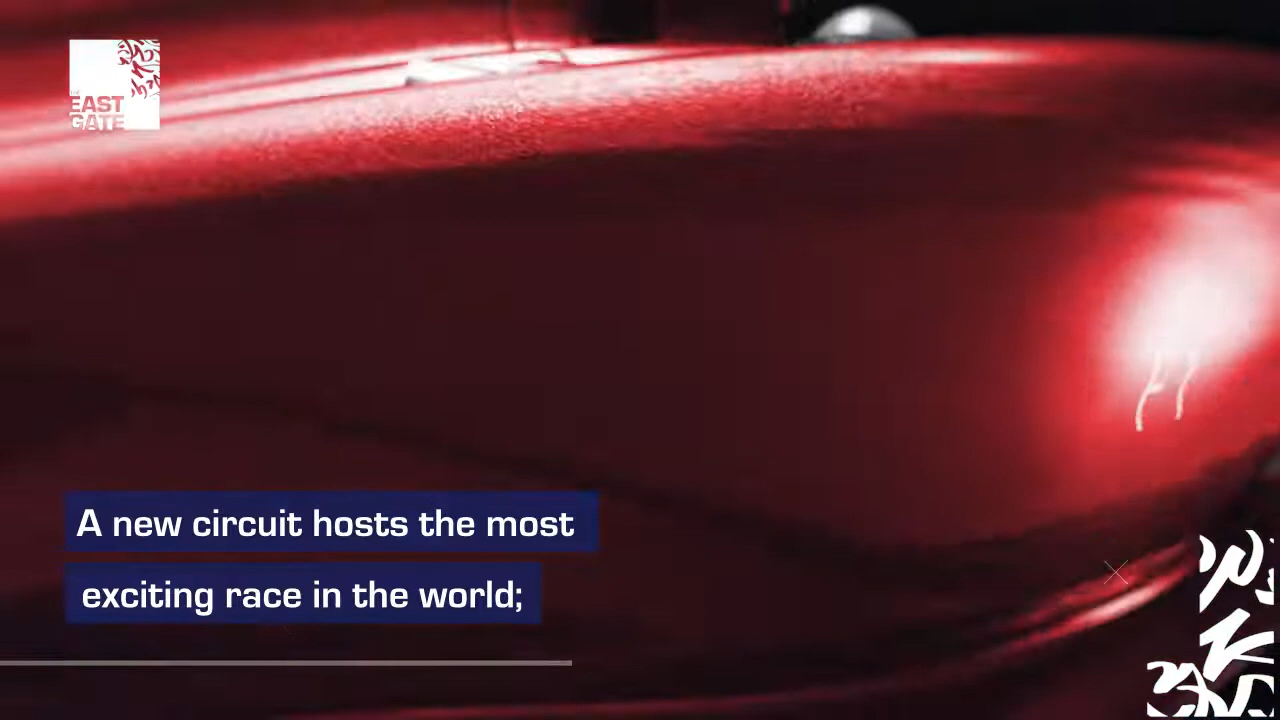 EAST
GATE
A new circuit hosts the most
exciting race in the world;